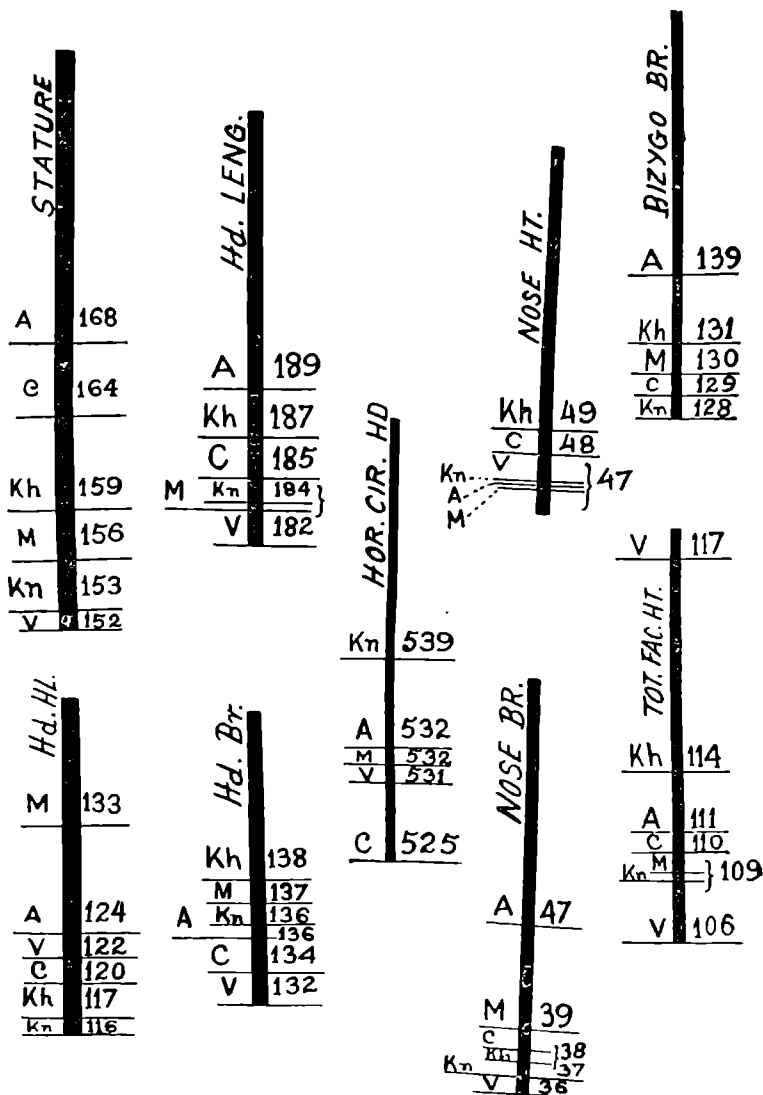 STATURE
A 168
C 164
Kh 159
M 156
Kn 153
V 152
Hd. LENG.
A 189
Kh 187
C 185
M Kn 184 }
V 182
HOR. CIR. HD
Kn 539
A 532
M 532
V 531
C 525
NOSE HT.
Kh 49
C 48
V
Kn
A
M
} 47
BIZYGO BR.
A 139
Kh 131
M 130
C 129
Kn 128
Hd. HL.
M 133
A 124
V 122
C 120
Kh 117
Kn 116
Hd. Br.
Kh 138
M 137
Kn 136
A 136
C 134
V 132
NOSE BR.
A 47
M 39
C
Kh } 38
Kn 37
V 36
TOT. FAC. HT.
V 117
Kh 114
A 111
C 110
M
Kn } 109
V 106